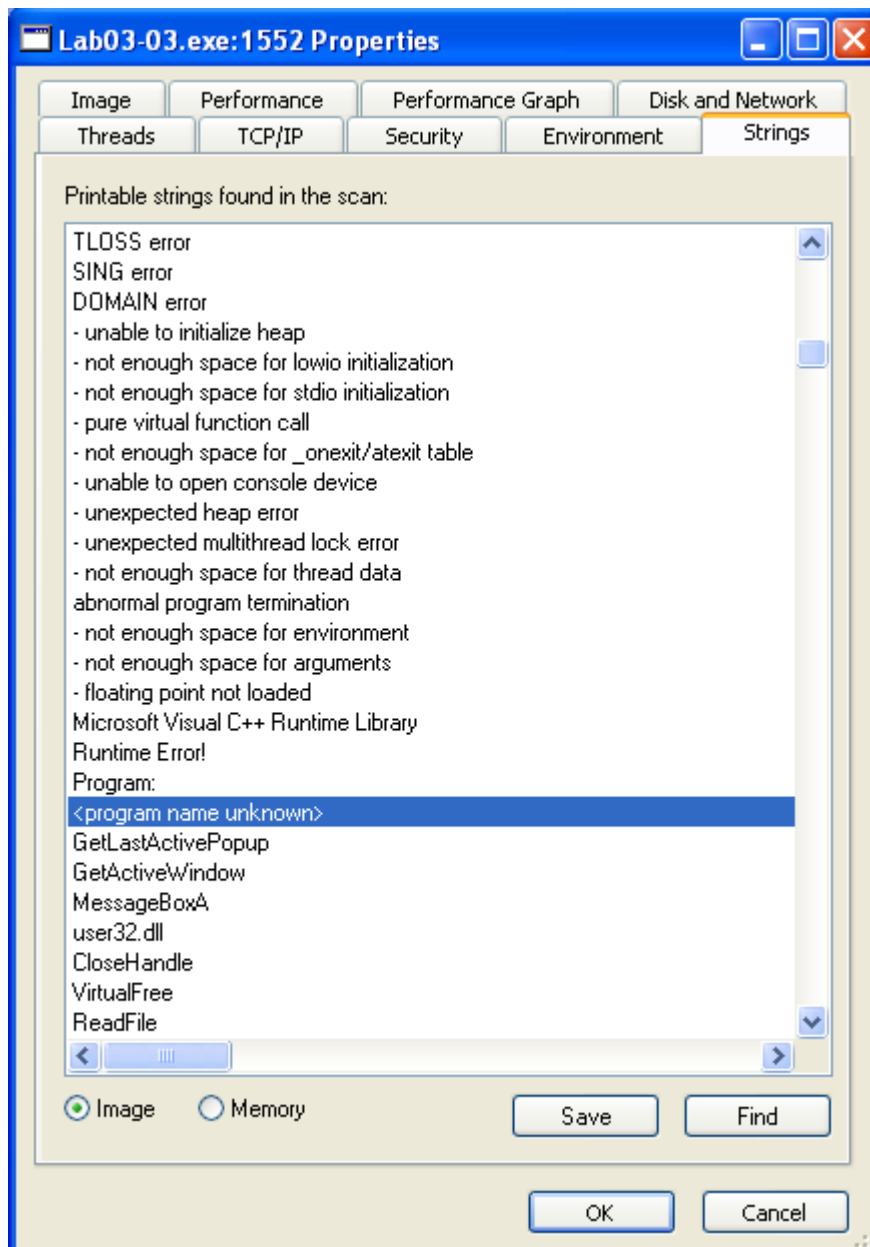 Lab03-03.exe:1552 Properties
Image Performance Performance Graph Disk and Network
Threads TCP/IP Security Environment Strings
Printable strings found in the scan:
TLOSS error
SING error
DOMAIN error
- unable to initialize heap
- not enough space for lowio initialization
- not enough space for stdio initialization
- pure virtual function call
- not enough space for _onexit/atexit table
- unable to open console device
- unexpected heap error
- unexpected multithread lock error
- not enough space for thread data
abnormal program termination
- not enough space for environment
- not enough space for arguments
- floating point not loaded
Microsoft Visual C++ Runtime Library
Runtime Error!
Program:
<program name unknown>
GetLastActivePopup
GetActiveWindow
MessageBoxA
user32.dll
CloseHandle
VirtualFree
ReadFile
Image Memory Save Find
OK Cancel